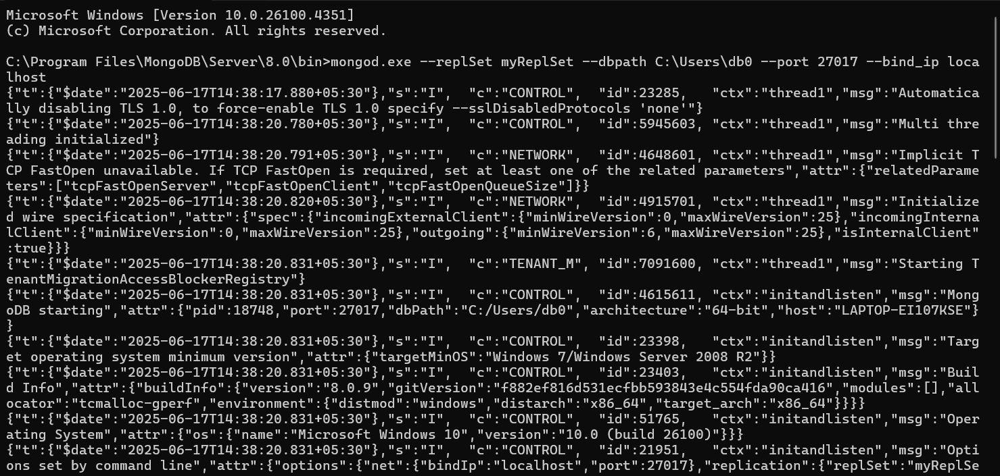 Microsoft Windows [Version 10.0.26100.4351]
(c) Microsoft Corporation. All rights reserved.
C:\Program Files\MongoDB\Server\8.0\bin>mongod.exe --replSet myReplSet --dbpath C:\Users\db0 --port 27017 --bind_ip loca
lhost
{"t":{"$date":"2025-06-17T14:38:17.880+05:30"},"s":"I",  "c":"CONTROL",  "id":23285,   "ctx":"thread1","msg":"Automatica
lly disabling TLS 1.0, to force-enable TLS 1.0 specify --sslDisabledProtocols 'none'"}
{"t":{"$date":"2025-06-17T14:38:20.780+05:30"},"s":"I",  "c":"CONTROL",  "id":5945603, "ctx":"thread1","msg":"Multi thre
ading initialized"}
{"t":{"$date":"2025-06-17T14:38:20.791+05:30"},"s":"I",  "c":"NETWORK",  "id":4648601, "ctx":"thread1","msg":"Implicit T
CP FastOpen unavailable. If TCP FastOpen is required, set at least one of the related parameters","attr":{"relatedParame
ters":["tcpFastOpenServer","tcpFastOpenClient","tcpFastOpenQueueSize"]}}
{"t":{"$date":"2025-06-17T14:38:20.820+05:30"},"s":"I",  "c":"NETWORK",  "id":4915701, "ctx":"thread1","msg":"Initialize
d wire specification","attr":{"spec":{"incomingExternalClient":{"minWireVersion":0,"maxWireVersion":25},"incomingInterna
lClient":{"minWireVersion":0,"maxWireVersion":25},"outgoing":{"minWireVersion":6,"maxWireVersion":25},"isInternalClient"
:true}}}
{"t":{"$date":"2025-06-17T14:38:20.831+05:30"},"s":"I",  "c":"TENANT_M", "id":7091600, "ctx":"thread1","msg":"Starting T
enantMigrationAccessBlockerRegistry"}
{"t":{"$date":"2025-06-17T14:38:20.831+05:30"},"s":"I",  "c":"CONTROL",  "id":4615611, "ctx":"initandlisten","msg":"Mong
oDB starting","attr":{"pid":18748,"port":27017,"dbPath":"C:/Users/db0","architecture":"64-bit","host":"LAPTOP-EI107KSE"}
}
{"t":{"$date":"2025-06-17T14:38:20.831+05:30"},"s":"I",  "c":"CONTROL",  "id":23398,   "ctx":"initandlisten","msg":"Targ
et operating system minimum version","attr":{"targetMinOS":"Windows 7/Windows Server 2008 R2"}}
{"t":{"$date":"2025-06-17T14:38:20.831+05:30"},"s":"I",  "c":"CONTROL",  "id":23403,   "ctx":"initandlisten","msg":"Buil
d Info","attr":{"buildInfo":{"version":"8.0.9","gitVersion":"f882ef816d531ecfbb593843e4c554fda90ca416","modules":[],"all
ocator":"tcmalloc-gperf","environment":{"distmod":"windows","distarch":"x86_64","target_arch":"x86_64"}}}}
{"t":{"$date":"2025-06-17T14:38:20.831+05:30"},"s":"I",  "c":"CONTROL",  "id":51765,   "ctx":"initandlisten","msg":"Oper
ating System","attr":{"os":{"name":"Microsoft Windows 10","version":"10.0 (build 26100)"}}}
{"t":{"$date":"2025-06-17T14:38:20.831+05:30"},"s":"I",  "c":"CONTROL",  "id":21951,   "ctx":"initandlisten","msg":"Opti
ons set by command line","attr":{"options":{"net":{"bindIp":"localhost","port":27017},"replication":{"replSet":"myReplSe